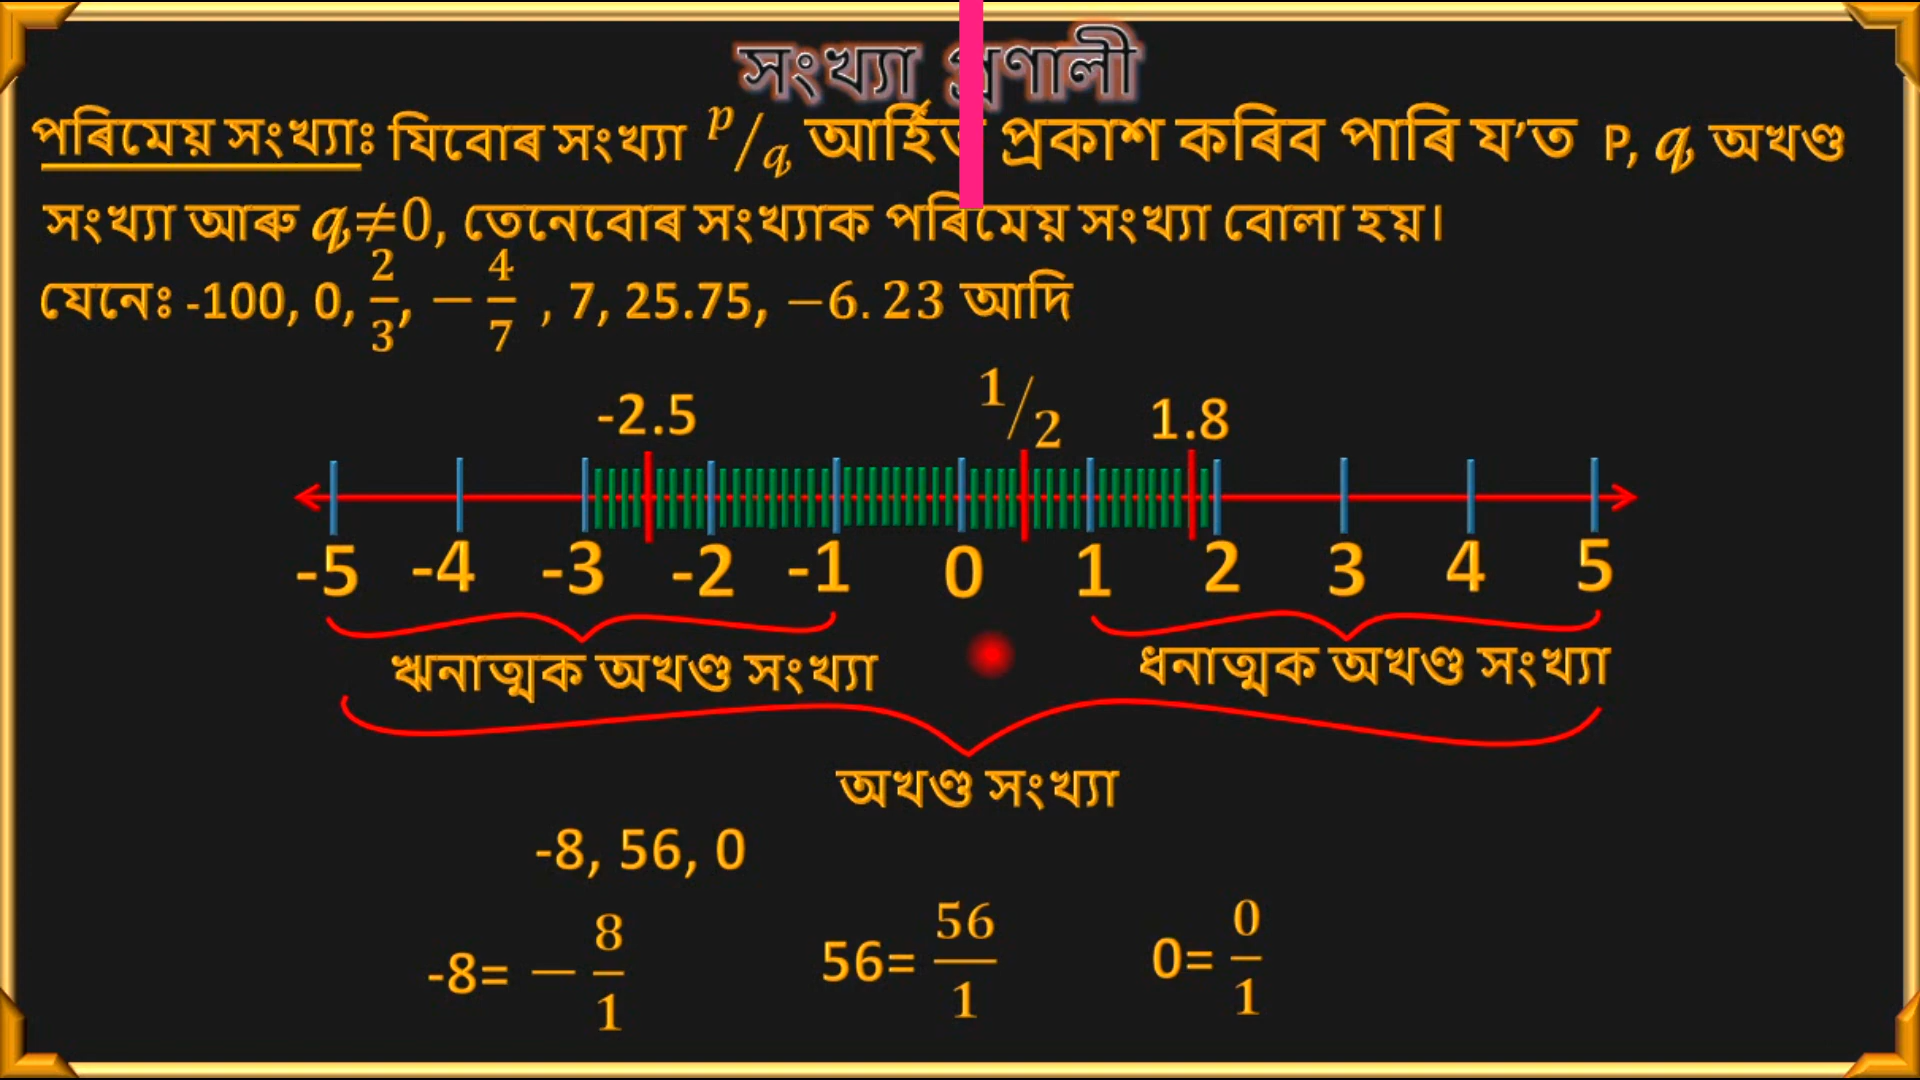 সংখ্যা প্ৰণালী
পৰিমেয় সংখ্যাঃ যিবোৰ সংখ্যা p/q আৰ্হিত প্ৰকাশ কৰিব পাৰি য’ত P, q অখণ্ড
সংখ্যা আৰু q≠0, তেনেবোৰ সংখ্যাক পৰিমেয় সংখ্যা বোলা হয়।
যেনেঃ -100, 0, 2/3, −4/7 , 7, 25.75, −6.23 আদি
-2.5 1/2 1.8
-5 -4 -3 -2 -1 0 1 2 3 4 5
ঋনাত্মক অখণ্ড সংখ্যা ধনাত্মক অখণ্ড সংখ্যা
অখণ্ড সংখ্যা
-8, 56, 0
-8= −8/1 56= 56/1 0= 0/1